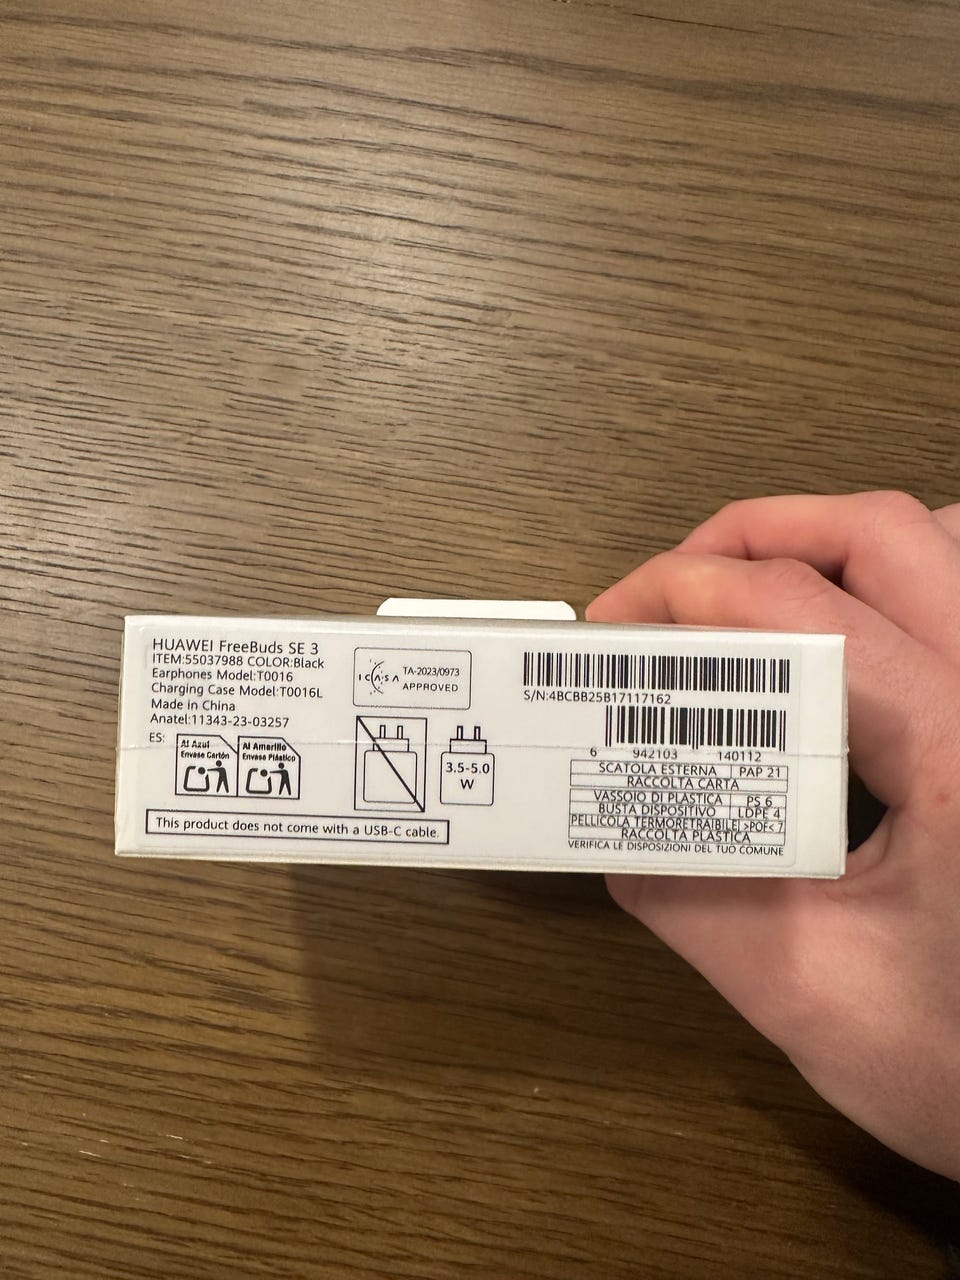 HUAWEI FreeBuds SE 3
ITEM:55037988 COLOR:Black
Earphones Model:T0016
Charging Case Model:T0016L
Made in China
Anatel:11343-23-03257
ES:
Al Azul
Envase Cartón
Al Amarillo
Envase Plástico
This product does not come with a USB-C cable.
ICASA
TA-2023/0973
APPROVED
3.5-5.0
W
S/N:4BCBB25B17117162
6 942103 140112
SCATOLA ESTERNA PAP 21
RACCOLTA CARTA
VASSOIO DI PLASTICA PS 6
BUSTA DISPOSITIVO LDPE 4
PELLICOLA TERMORETRAIBILE >POF< 7
RACCOLTA PLASTICA
VERIFICA LE DISPOSIZIONI DEL TUO COMUNE